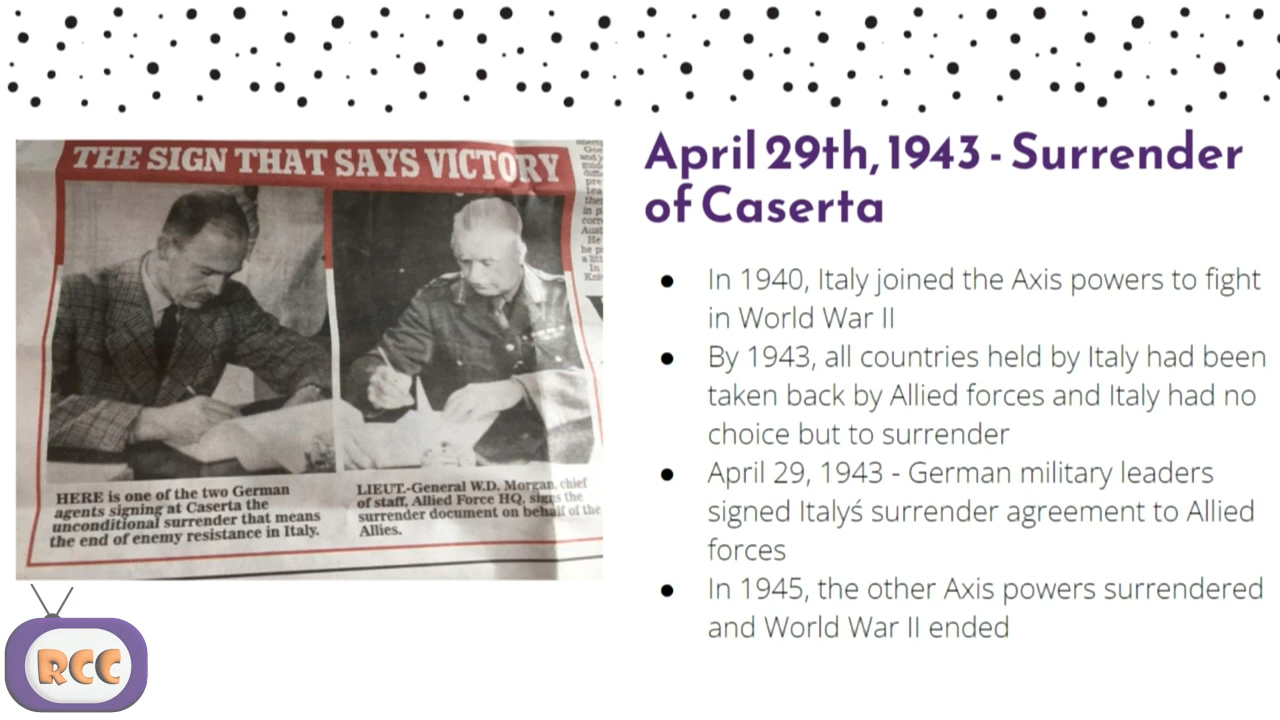 THE SIGN THAT SAYS VICTORY
HERE is one of the two German
agents signing at Caserta the
unconditional surrender that means
the end of enemy resistance in Italy.
LIEUT.-General W.D. Morgan, chief
of staff, Allied Force HQ, signs the
surrender document on behalf of the
Allies.
April 29th, 1943 - Surrender
of Caserta
● In 1940, Italy joined the Axis powers to fight
in World War II
● By 1943, all countries held by Italy had been
taken back by Allied forces and Italy had no
choice but to surrender
● April 29, 1943 - German military leaders
signed Italyś surrender agreement to Allied
forces
● In 1945, the other Axis powers surrendered
and World War II ended
RCC